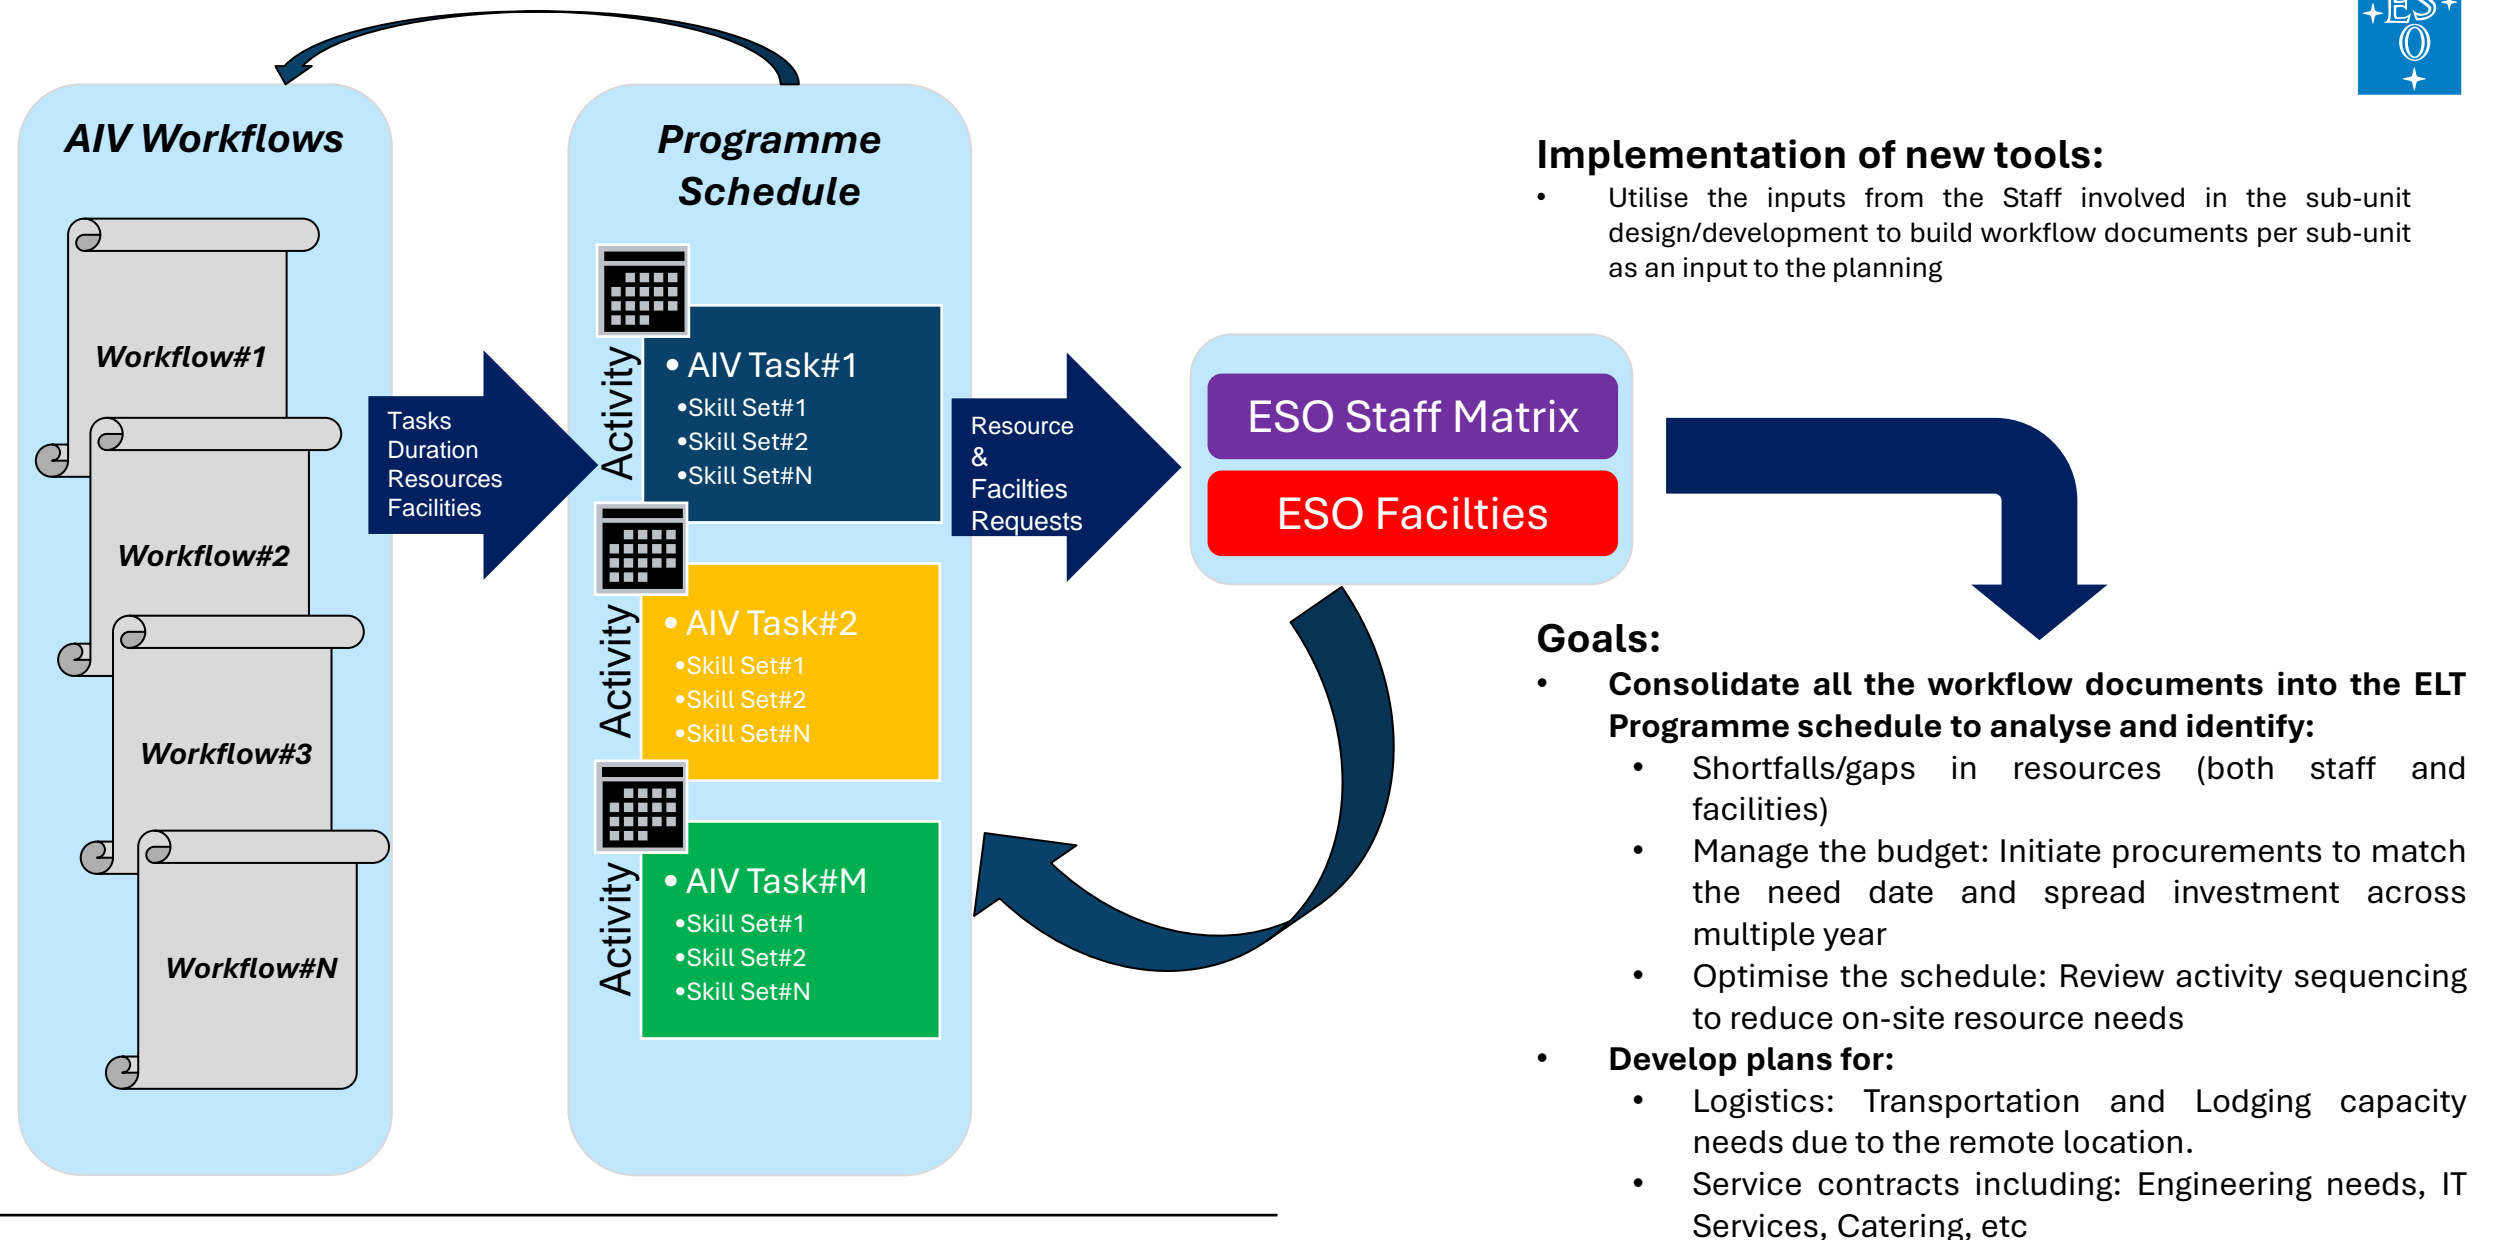 ES
O
AIV Workflows
Workflow#1
Workflow#2
Workflow#3
Workflow#N
Tasks
Duration
Resources
Facilities
Programme
Schedule
Activity
• AIV Task#1
•Skill Set#1
•Skill Set#2
•Skill Set#N
Activity
• AIV Task#2
•Skill Set#1
•Skill Set#2
•Skill Set#N
Activity
• AIV Task#M
•Skill Set#1
•Skill Set#2
•Skill Set#N
Resource
&
Facilties
Requests
ESO Staff Matrix
ESO Facilties
Implementation of new tools:
• Utilise the inputs from the Staff involved in the sub-unit
design/development to build workflow documents per sub-unit
as an input to the planning
Goals:
• Consolidate all the workflow documents into the ELT
Programme schedule to analyse and identify:
• Shortfalls/gaps in resources (both staff and
facilities)
• Manage the budget: Initiate procurements to match
the need date and spread investment across
multiple year
• Optimise the schedule: Review activity sequencing
to reduce on-site resource needs
• Develop plans for:
• Logistics: Transportation and Lodging capacity
needs due to the remote location.
• Service contracts including: Engineering needs, IT
Services, Catering, etc